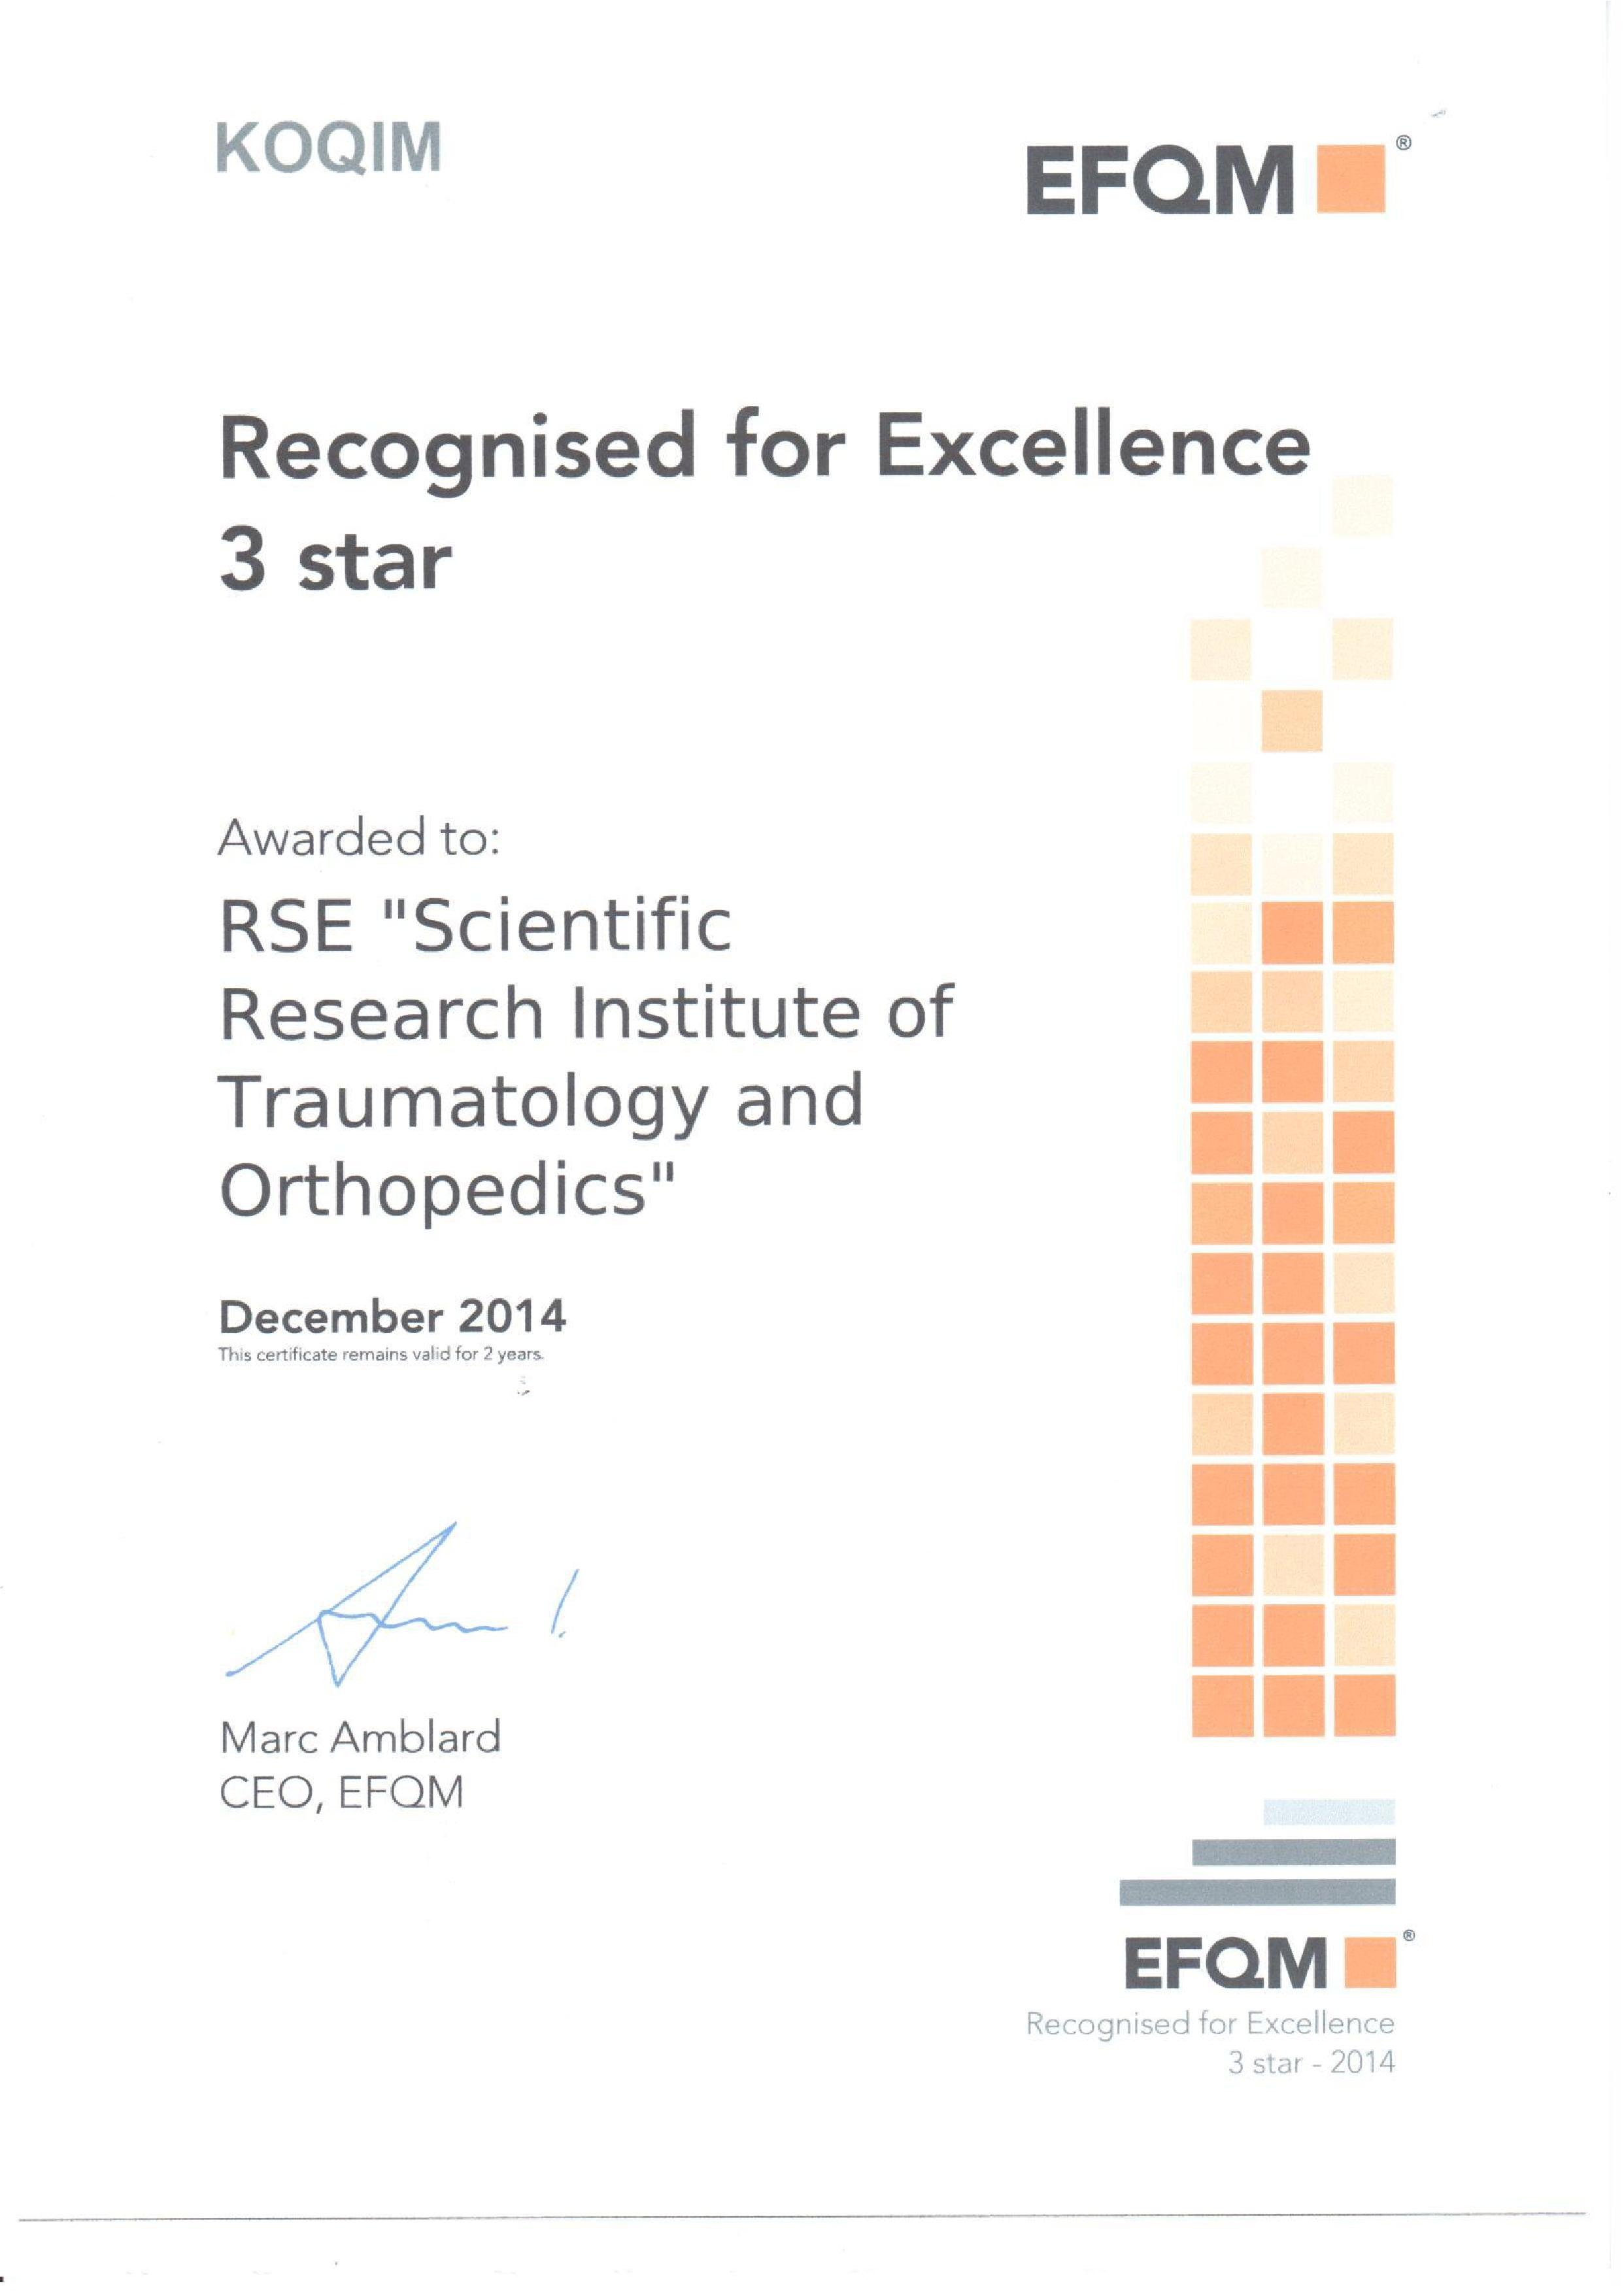 KOQIM
EFQM ®
Recognised for Excellence
3 star
Awarded to:
RSE "Scientific
Research Institute of
Traumatology and
Orthopedics"
December 2014
This certificate remains valid for 2 years.
Marc Amblard
CEO, EFQM
EFQM ®
Recognised for Excellence
3 star - 2014